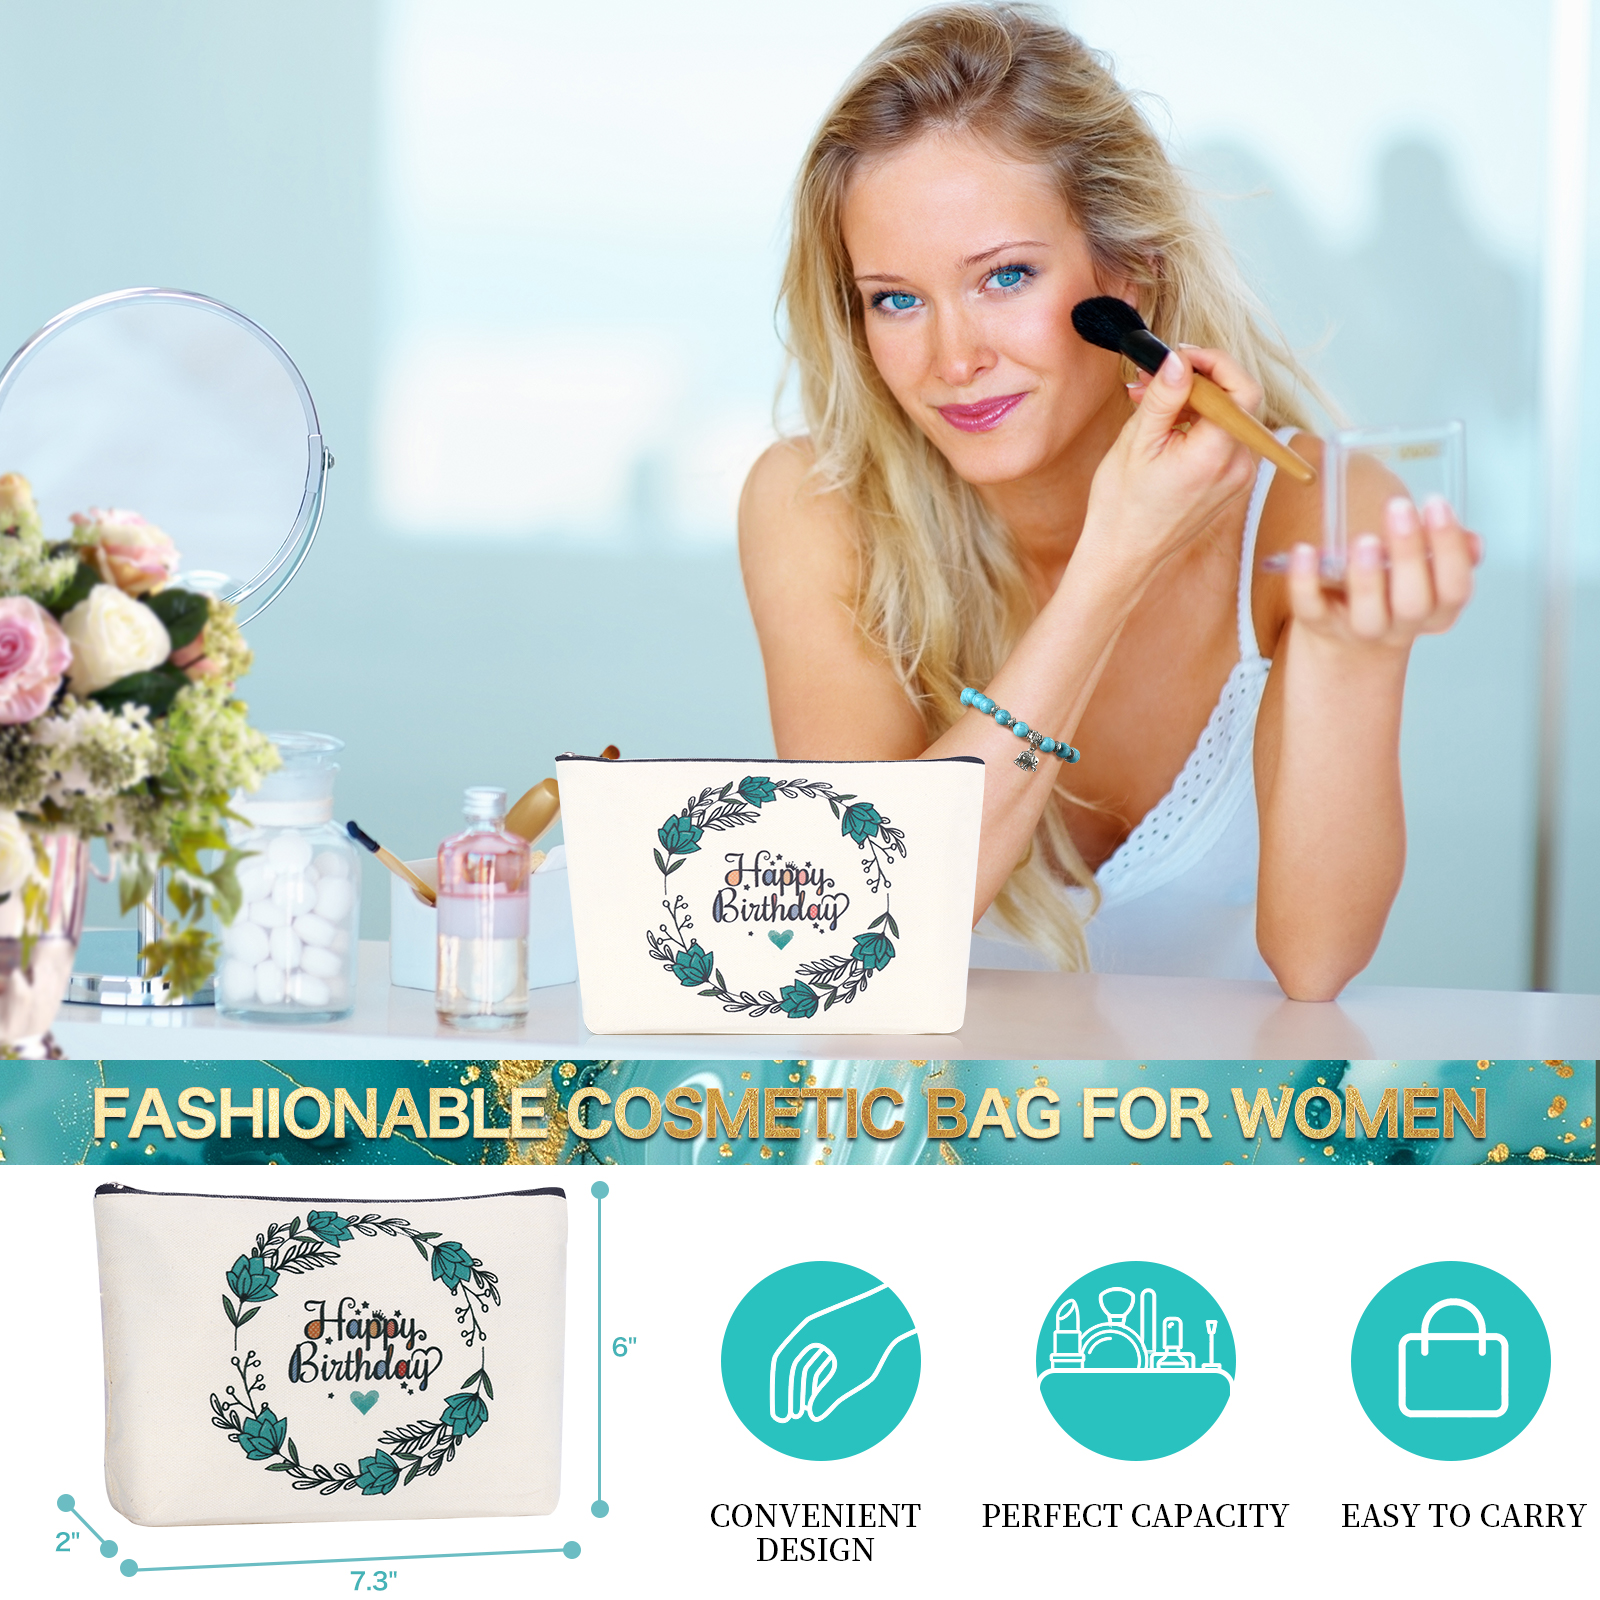 Happy
Birthday
FASHIONABLE COSMETIC BAG FOR WOMEN
Happy
Birthday
6"
2"
7.3"
CONVENIENT
DESIGN
PERFECT CAPACITY
EASY TO CARRY